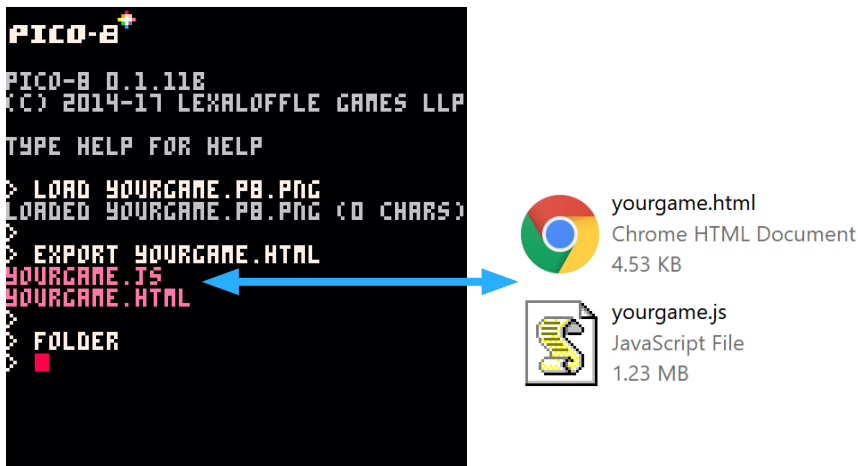 PICO-8
PICO-8 0.1.11B
(C) 2014-17 LEXALOFFLE GAMES LLP
TYPE HELP FOR HELP
> LOAD YOURGAME.P8.PNG
LOADED YOURGAME.P8.PNG (0 CHARS)
>
> EXPORT YOURGAME.HTML
YOURGAME.JS
YOURGAME.HTML
>
> FOLDER
>
yourgame.html
Chrome HTML Document
4.53 KB
yourgame.js
JavaScript File
1.23 MB